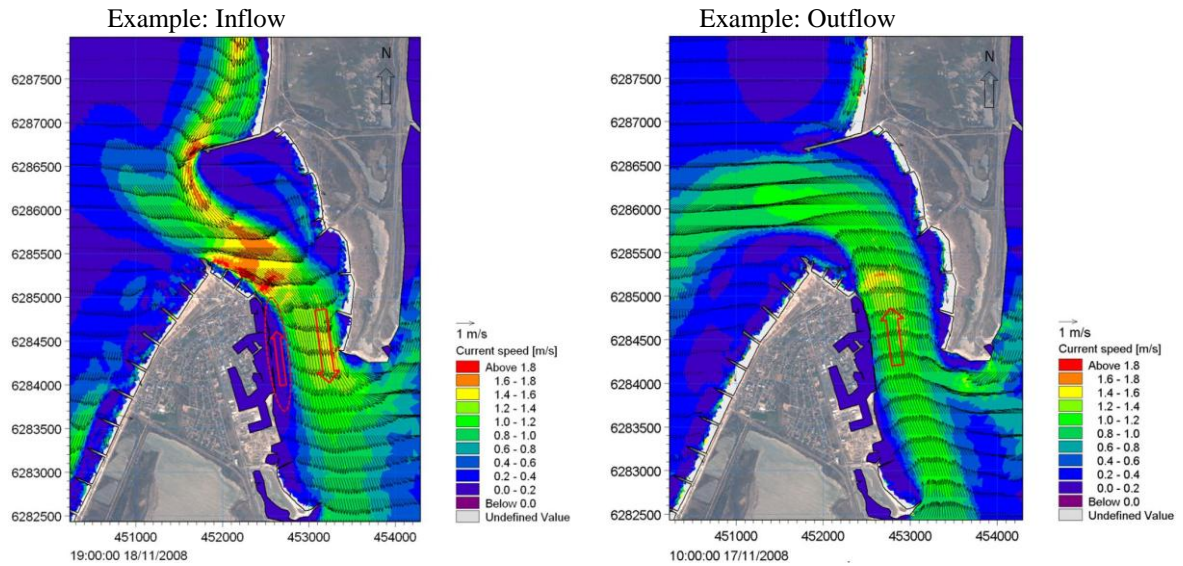 Example: Inflow
Example: Outflow
N
6287500
6287000
6286500
6286000
6285500
6285000
6284500
6284000
6283500
6283000
6282500
451000 452000 453000 454000
19:00:00 18/11/2008
1 m/s
Current speed [m/s]
Above 1.8
1.6 - 1.8
1.4 - 1.6
1.2 - 1.4
1.0 - 1.2
0.8 - 1.0
0.6 - 0.8
0.4 - 0.6
0.2 - 0.4
0.0 - 0.2
Below 0.0
Undefined Value
N
6287500
6287000
6286500
6286000
6285500
6285000
6284500
6284000
6283500
6283000
6282500
451000 452000 453000 454000
10:00:00 17/11/2008
1 m/s
Current speed [m/s]
Above 1.8
1.6 - 1.8
1.4 - 1.6
1.2 - 1.4
1.0 - 1.2
0.8 - 1.0
0.6 - 0.8
0.4 - 0.6
0.2 - 0.4
0.0 - 0.2
Below 0.0
Undefined Value